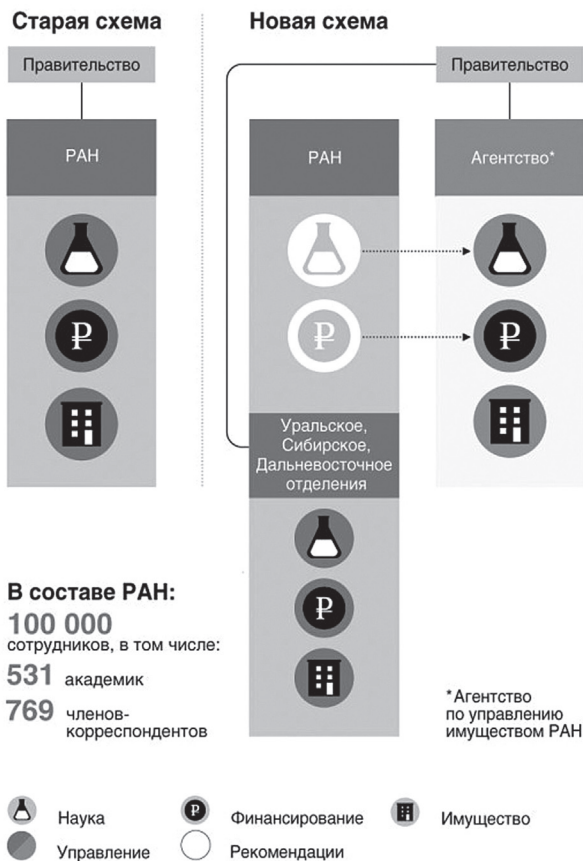 Старая схема
Новая схема
Правительство
Правительство
РАН
РАН
Агентство*
₽
₽
₽
Уральское,
Сибирское,
Дальневосточное
отделения
₽
В составе РАН:
100 000
сотрудников, в том числе:
531 академик
769 членов-
корреспондентов
*Агентство
по управлению
имуществом РАН
Наука
₽ Финансирование
Имущество
Управление
Рекомендации